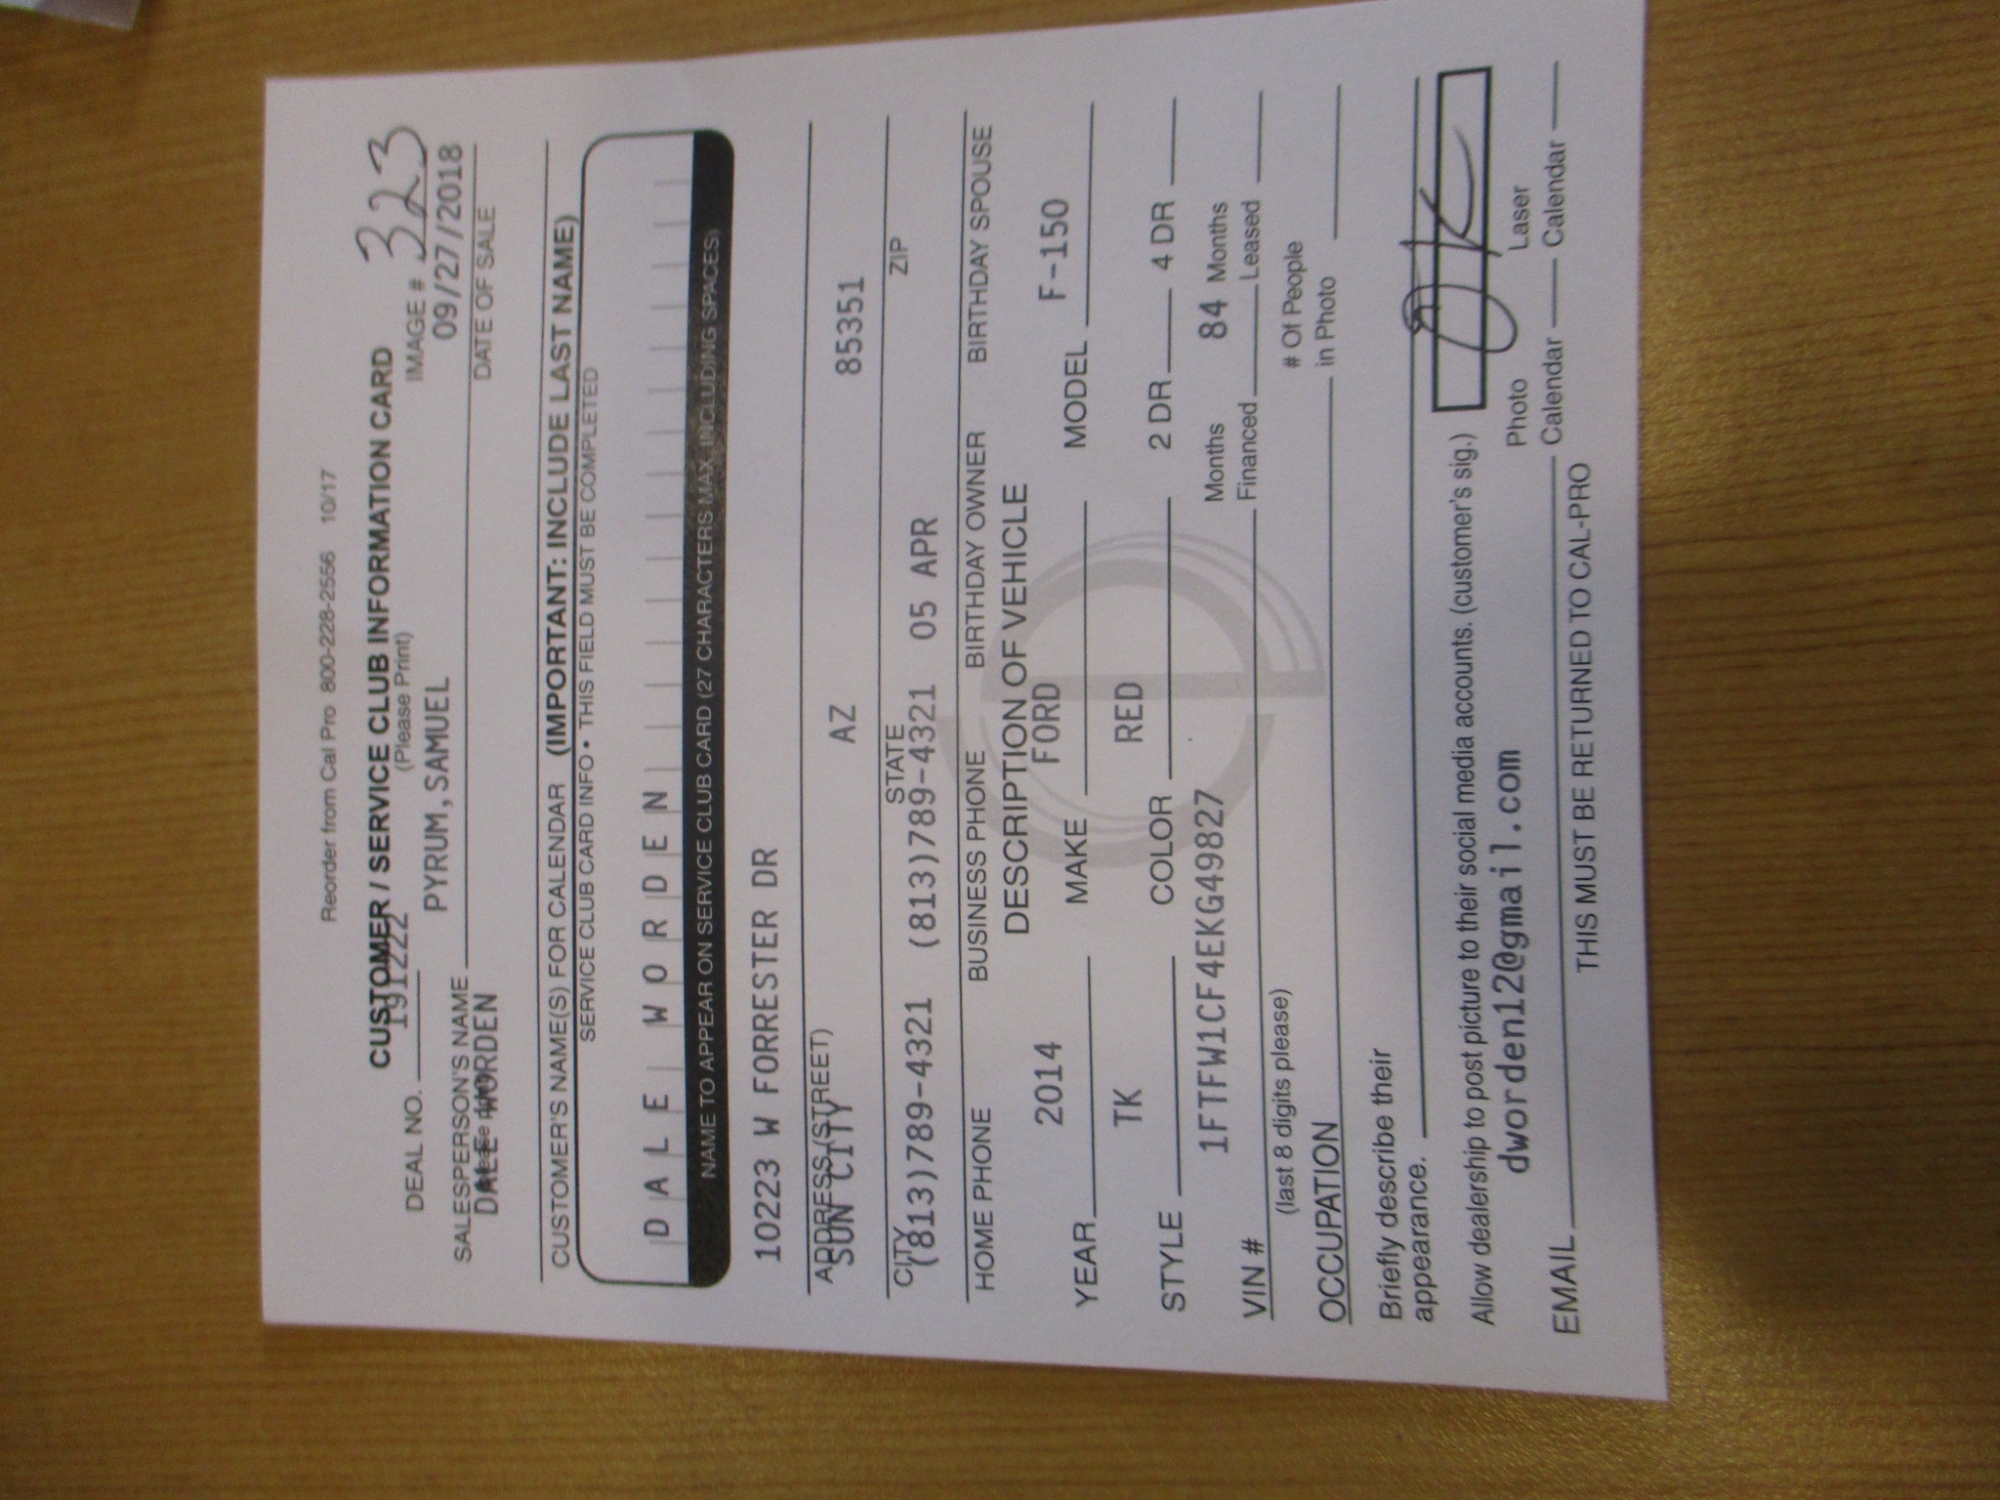 Reorder from Cal Pro 800-228-2556 10/17
CUSTOMER / SERVICE CLUB INFORMATION CARD
(Please Print)
DEAL NO. 191222 IMAGE # 323
PYRUM, SAMUEL 09/27/2018
SALESPERSON'S NAME DATE OF SALE
DALE WORDEN
CUSTOMER'S NAME(S) FOR CALENDAR (IMPORTANT: INCLUDE LAST NAME)
SERVICE CLUB CARD INFO • THIS FIELD MUST BE COMPLETED
DALE WORDEN
NAME TO APPEAR ON SERVICE CLUB CARD (27 CHARACTERS MAX, INCLUDING SPACES)
10223 W FORRESTER DR
ADDRESS (STREET)
SUN CITY AZ 85351
CITY STATE ZIP
(813)789-4321 (813)789-4321 05 APR
HOME PHONE BUSINESS PHONE BIRTHDAY OWNER BIRTHDAY SPOUSE
DESCRIPTION OF VEHICLE
YEAR 2014 MAKE FORD MODEL F-150
STYLE TK COLOR RED 2 DR 4 DR
VIN # 1FTFW1CF4EKG49827 Months Financed 84 Months Leased
(last 8 digits please)
OCCUPATION # Of People in Photo
Briefly describe their
appearance.
Allow dealership to post picture to their social media accounts. (customer's sig.) OK
dworden12@gmail.com Photo Laser
EMAIL Calendar Calendar
THIS MUST BE RETURNED TO CAL-PRO